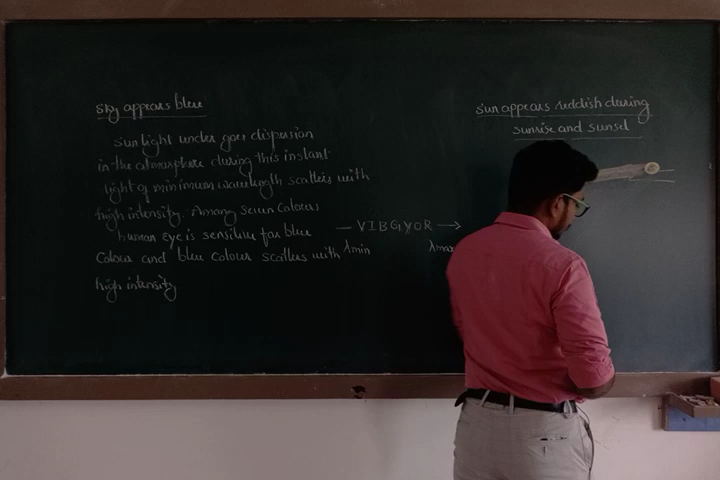 Sky appears blue
Sun light under goes dispersion
in the atmosphere during this instant
light of minimum wavelength scatters with
high intensity. Among seven colours
human eye is sensitive for blue
colour and blue colour scatters with
high intensity
— VIBGYOR →
λmin λmax
Sun appears reddish during
sunrise and sunset